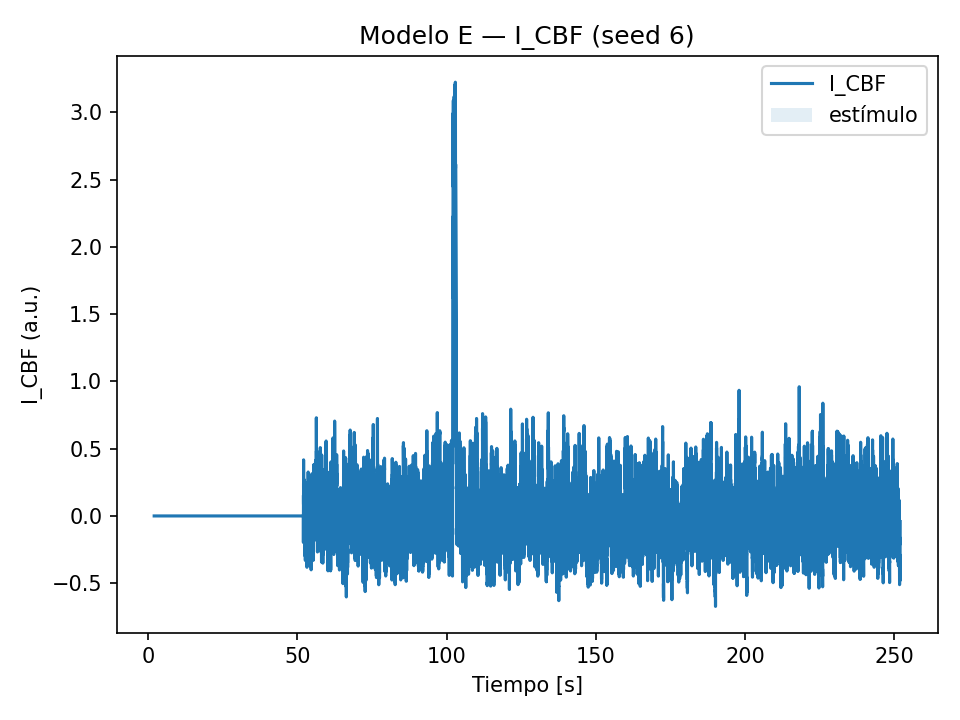 Modelo E — I_CBF (seed 6)
I_CBF
estímulo
3.0
2.5
2.0
1.5
1.0
0.5
0.0
−0.5
I_CBF (a.u.)
0 50 100 150 200 250
Tiempo [s]